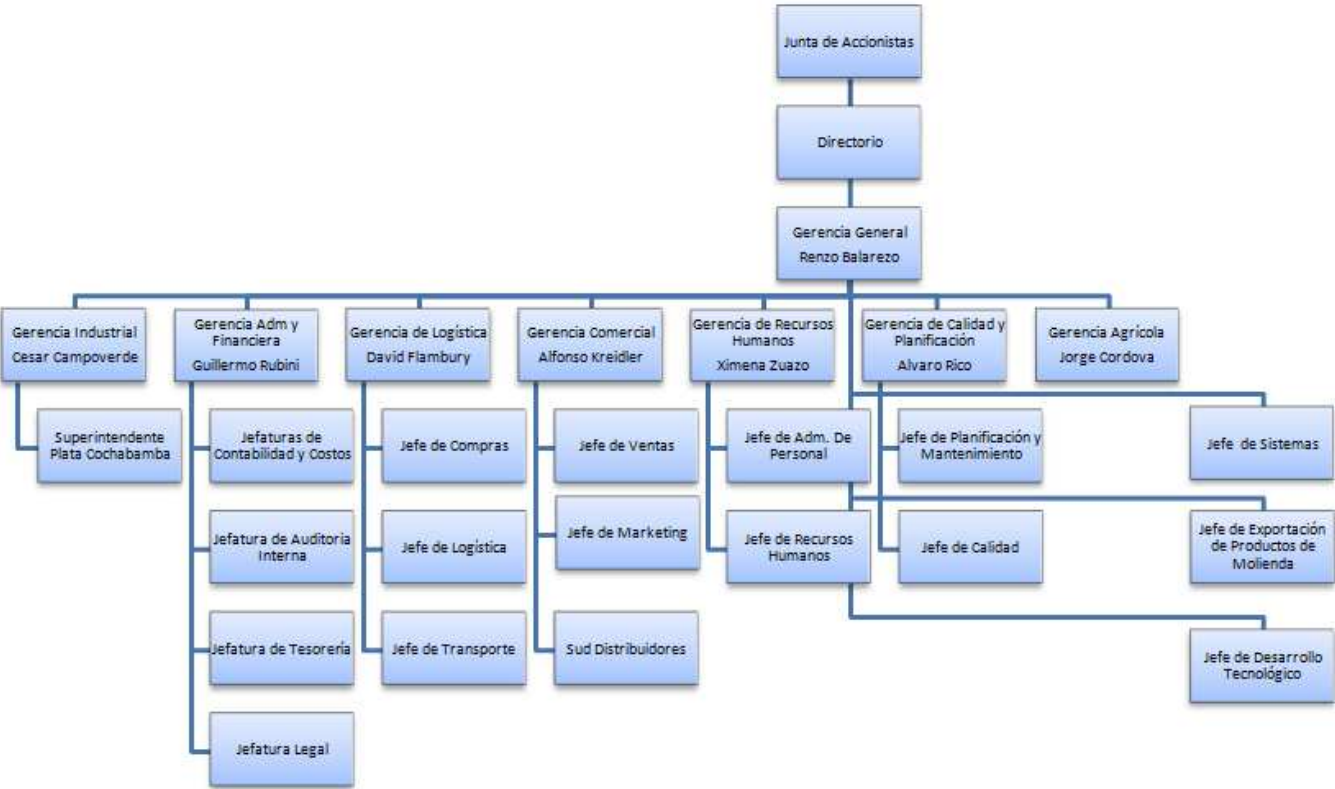 Junta de Accionistas
Directorio
Gerencia General
Renzo Balarezo
Gerencia Industrial
Cesar Campoverde
Gerencia Adm y
Financiera
Guillermo Rubini
Gerencia de Logística
David Flambury
Gerencia Comercial
Alfonso Kreidler
Gerencia de Recursos
Humanos
Ximena Zuazo
Gerencia de Calidad y
Planificación
Alvaro Rico
Gerencia Agrícola
Jorge Cordova
Superintendente
Plata Cochabamba
Jefaturas de
Contabilidad y Costos
Jefe de Compras
Jefe de Ventas
Jefe de Adm. De
Personal
Jefe de Planificación y
Mantenimiento
Jefe de Sistemas
Jefatura de Auditoria
Interna
Jefe de Logística
Jefe de Marketing
Jefe de Recursos
Humanos
Jefe de Calidad
Jefe de Exportación
de Productos de
Molienda
Jefatura de Tesorería
Jefe de Transporte
Sud Distribuidores
Jefe de Desarrollo
Tecnológico
Jefatura Legal